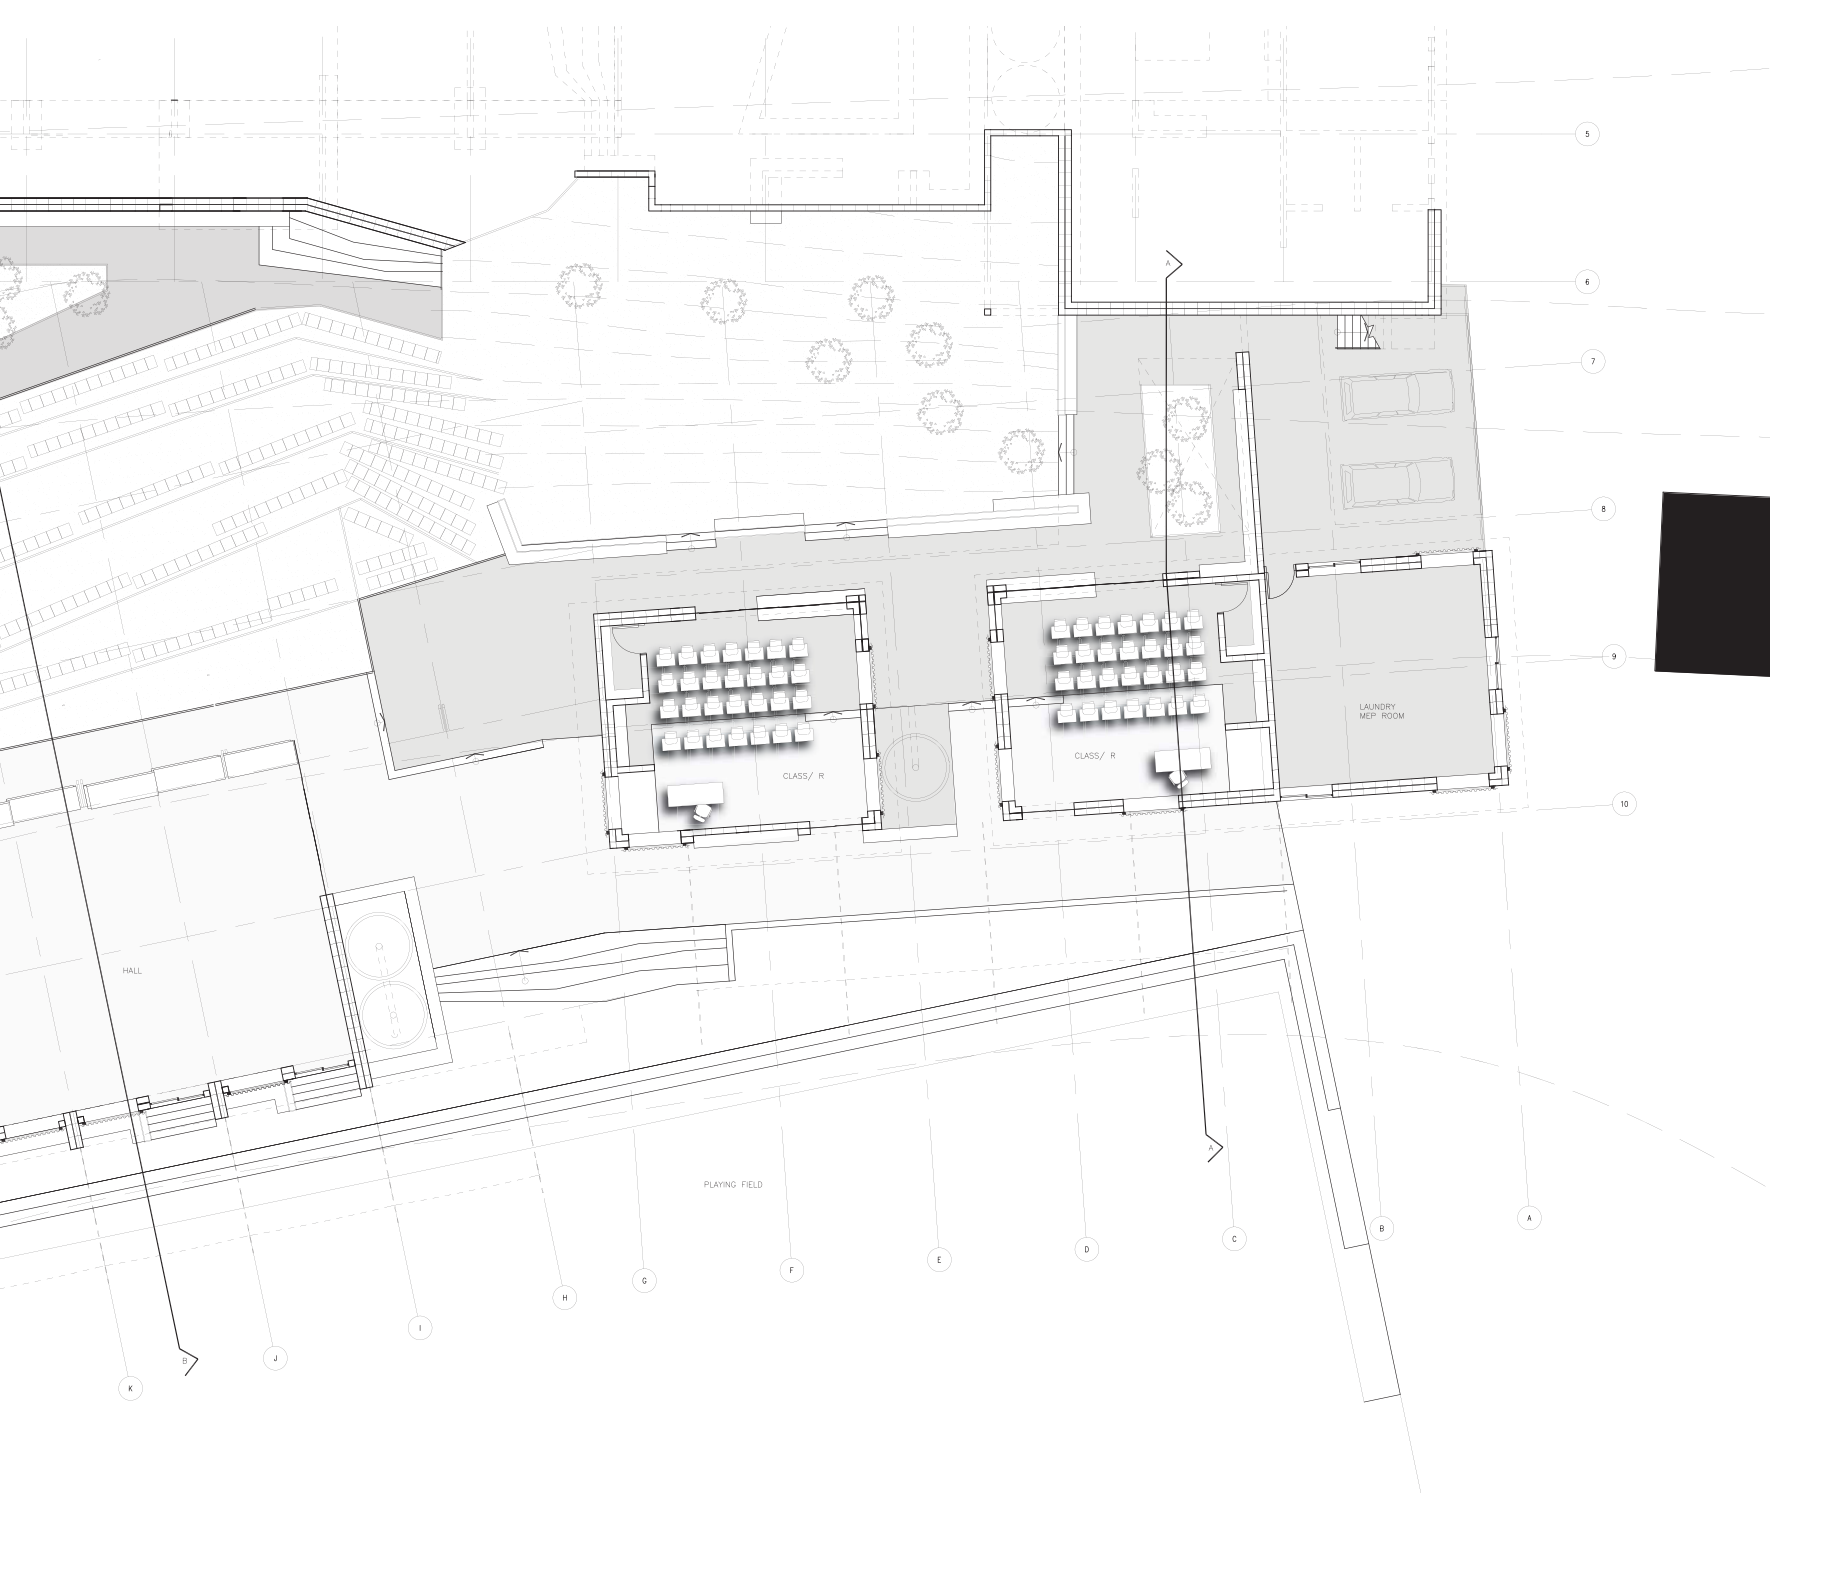 5
A
6
7
8
9
LAUNDRY
MEP ROOM
CLASS/ R
CLASS/ R
10
HALL
A
PLAYING FIELD
A
B
C
D
E
F
G
H
I
J
B
K